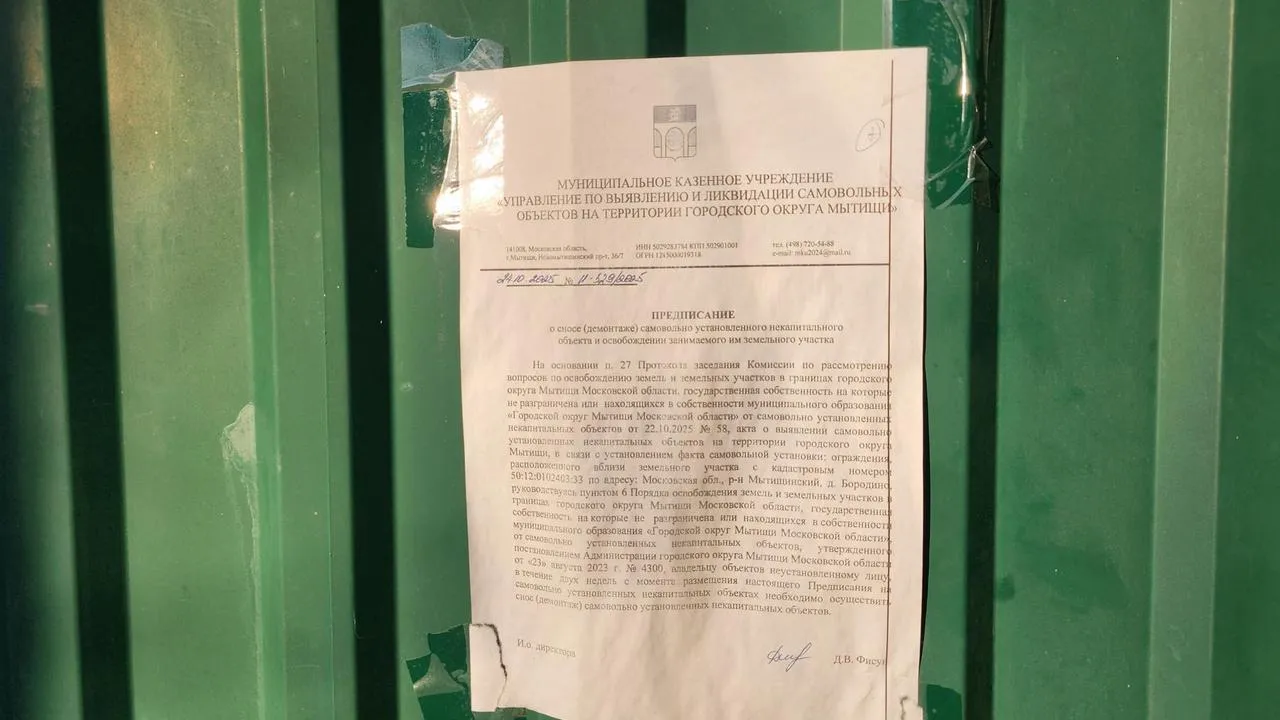 МУНИЦИПАЛЬНОЕ КАЗЕННОЕ УЧРЕЖДЕНИЕ
«УПРАВЛЕНИЕ ПО ВЫЯВЛЕНИЮ И ЛИКВИДАЦИИ САМОВОЛЬНЫХ
ОБЪЕКТОВ НА ТЕРРИТОРИИ ГОРОДСКОГО ОКРУГА МЫТИЩИ»
141008, Московская область, ИНН 5029283784 КПП 502901001 тел. (498) 720-54-88
г.Мытищи, Новомытищинский пр-т, 36/7 ОГРН 1245000019318 e-mail: mku2024@mail.ru
24.10.2025 № 11-529/2025
ПРЕДПИСАНИЕ
о сносе (демонтаже) самовольно установленного некапитального
объекта и освобождении занимаемого им земельного участка
На основании п. 27 Протокола заседания Комиссии по рассмотрению
вопросов по освобождению земель и земельных участков в границах городского
округа Мытищи Московской области, государственная собственность на которые
не разграничена или находящихся в собственности муниципального образования
«Городской округ Мытищи Московской области» от самовольно установленных
некапитальных объектов от 22.10.2025 № 58, акта о выявлении самовольно
установленных некапитальных объектов на территории городского округа
Мытищи, в связи с установлением факта самовольной установки; ограждения,
расположенного вблизи земельного участка с кадастровым номером
50:12:0102403:33 по адресу: Московская обл., р-н Мытищинский, д. Бородино,
руководствуясь пунктом 6 Порядка освобождения земель и земельных участков в
границах городского округа Мытищи Московской области, государственная
собственность на которые не разграничена или находящихся в собственности
муниципального образования «Городской округ Мытищи Московской области»,
от самовольно установленных некапитальных объектов, утвержденного
постановлением Администрации городского округа Мытищи Московской области
от «23» августа 2023 г. № 4300, владельцу объектов неустановленному лицу,
в течение двух недель с момента размещения настоящего Предписания на
самовольно установленных некапитальных объектах необходимо осуществить
снос (демонтаж) самовольно установленных некапитальных объектов.
И.о. директора Д.В. Фисун